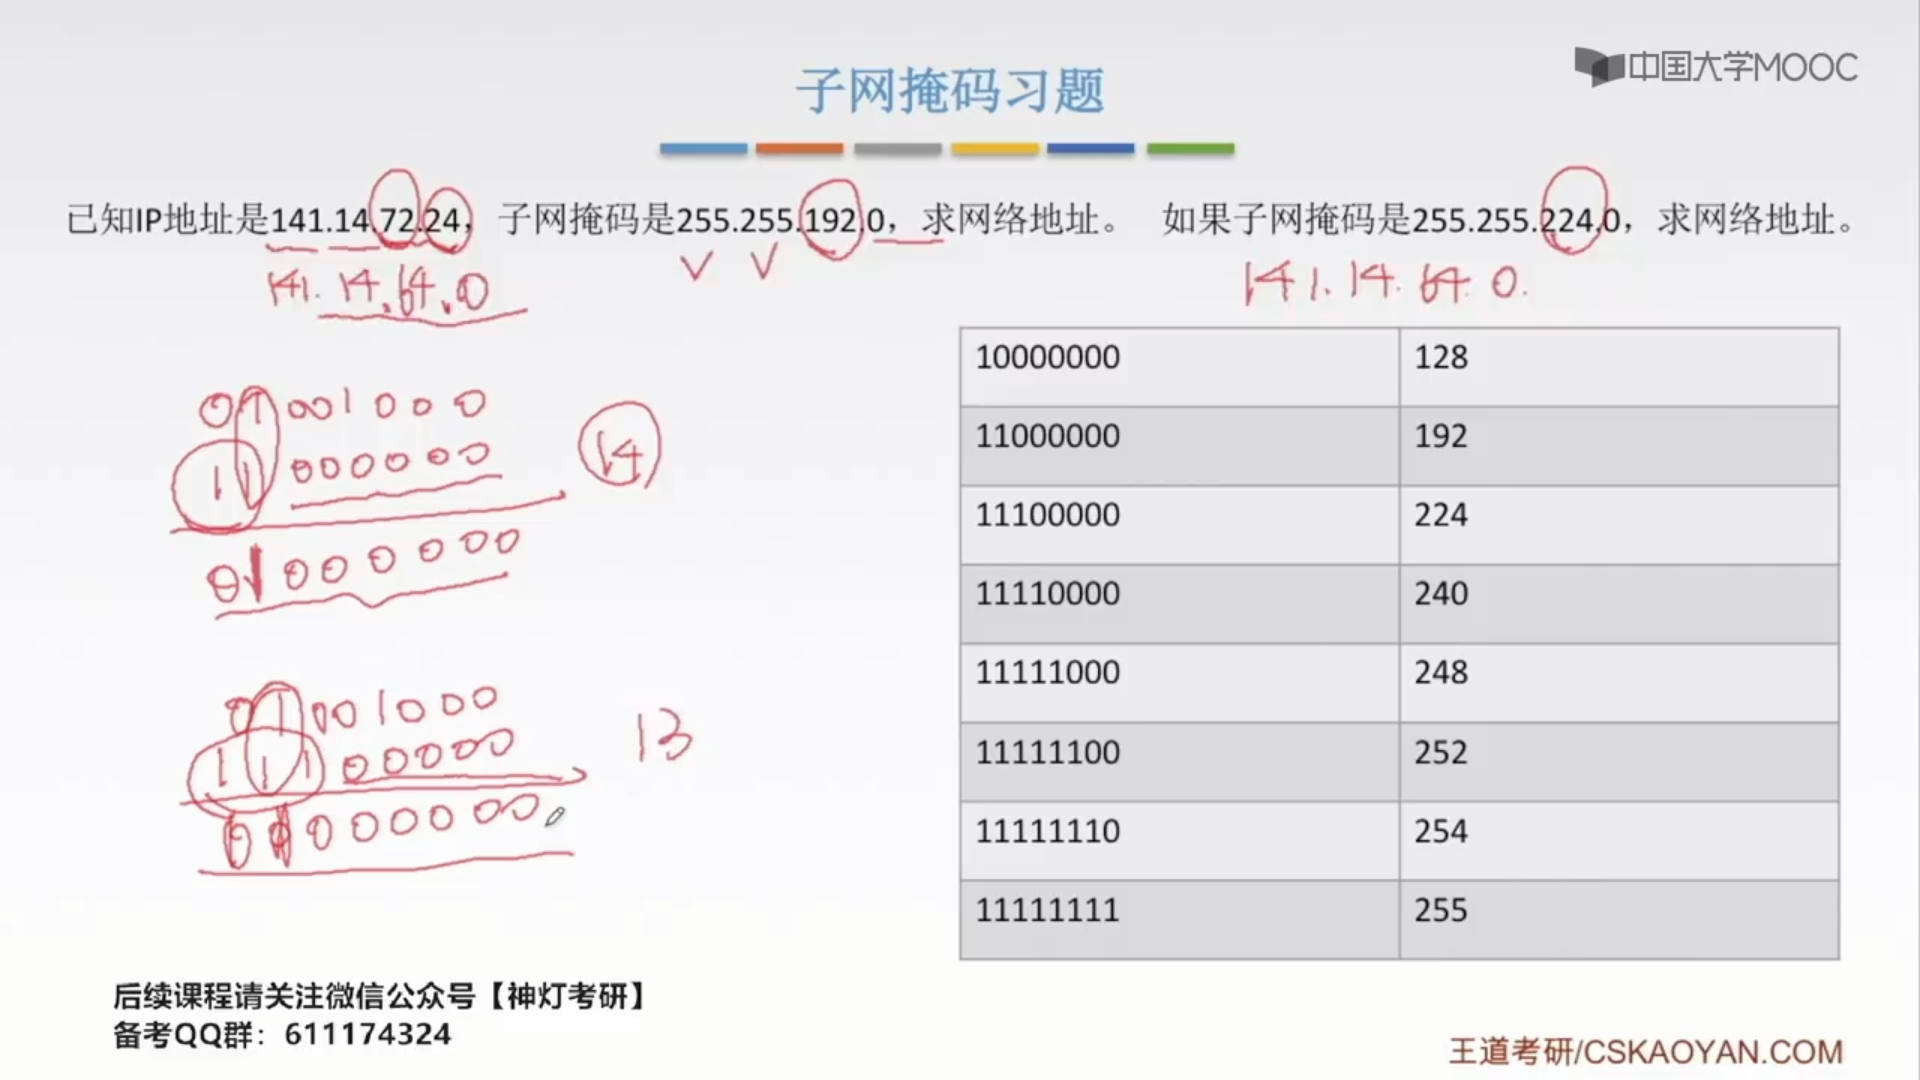 中国大学MOOC
子网掩码习题
已知IP地址是141.14.72.24，子网掩码是255.255.192.0，求网络地址。 如果子网掩码是255.255.224.0，求网络地址。
141.14.64.0
141.14.64.0.
10000000 128
11000000 192
11100000 224
11110000 240
11111000 248
11111100 252
11111110 254
11111111 255
01001000
11000000
14
01000000
01001000
11100000
13
后续课程请关注微信公众号【神灯考研】
备考QQ群：611174324
王道考研/CSKAOYAN.COM